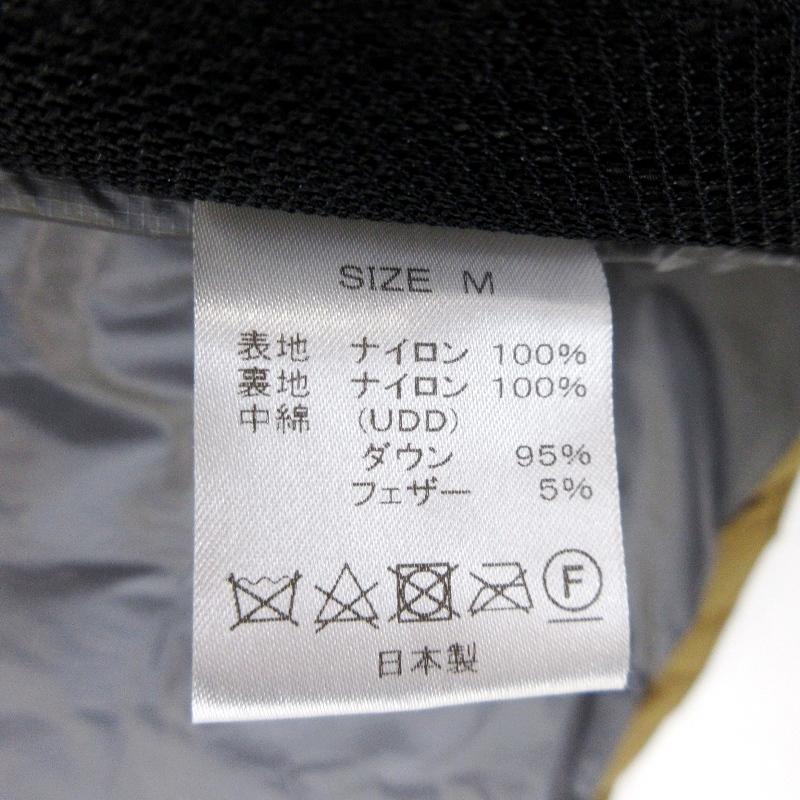 SIZE M
表地 ナイロン 100%
裏地 ナイロン 100%
中綿 (UDD)
ダウン 95%
フェザー 5%
F
日本製